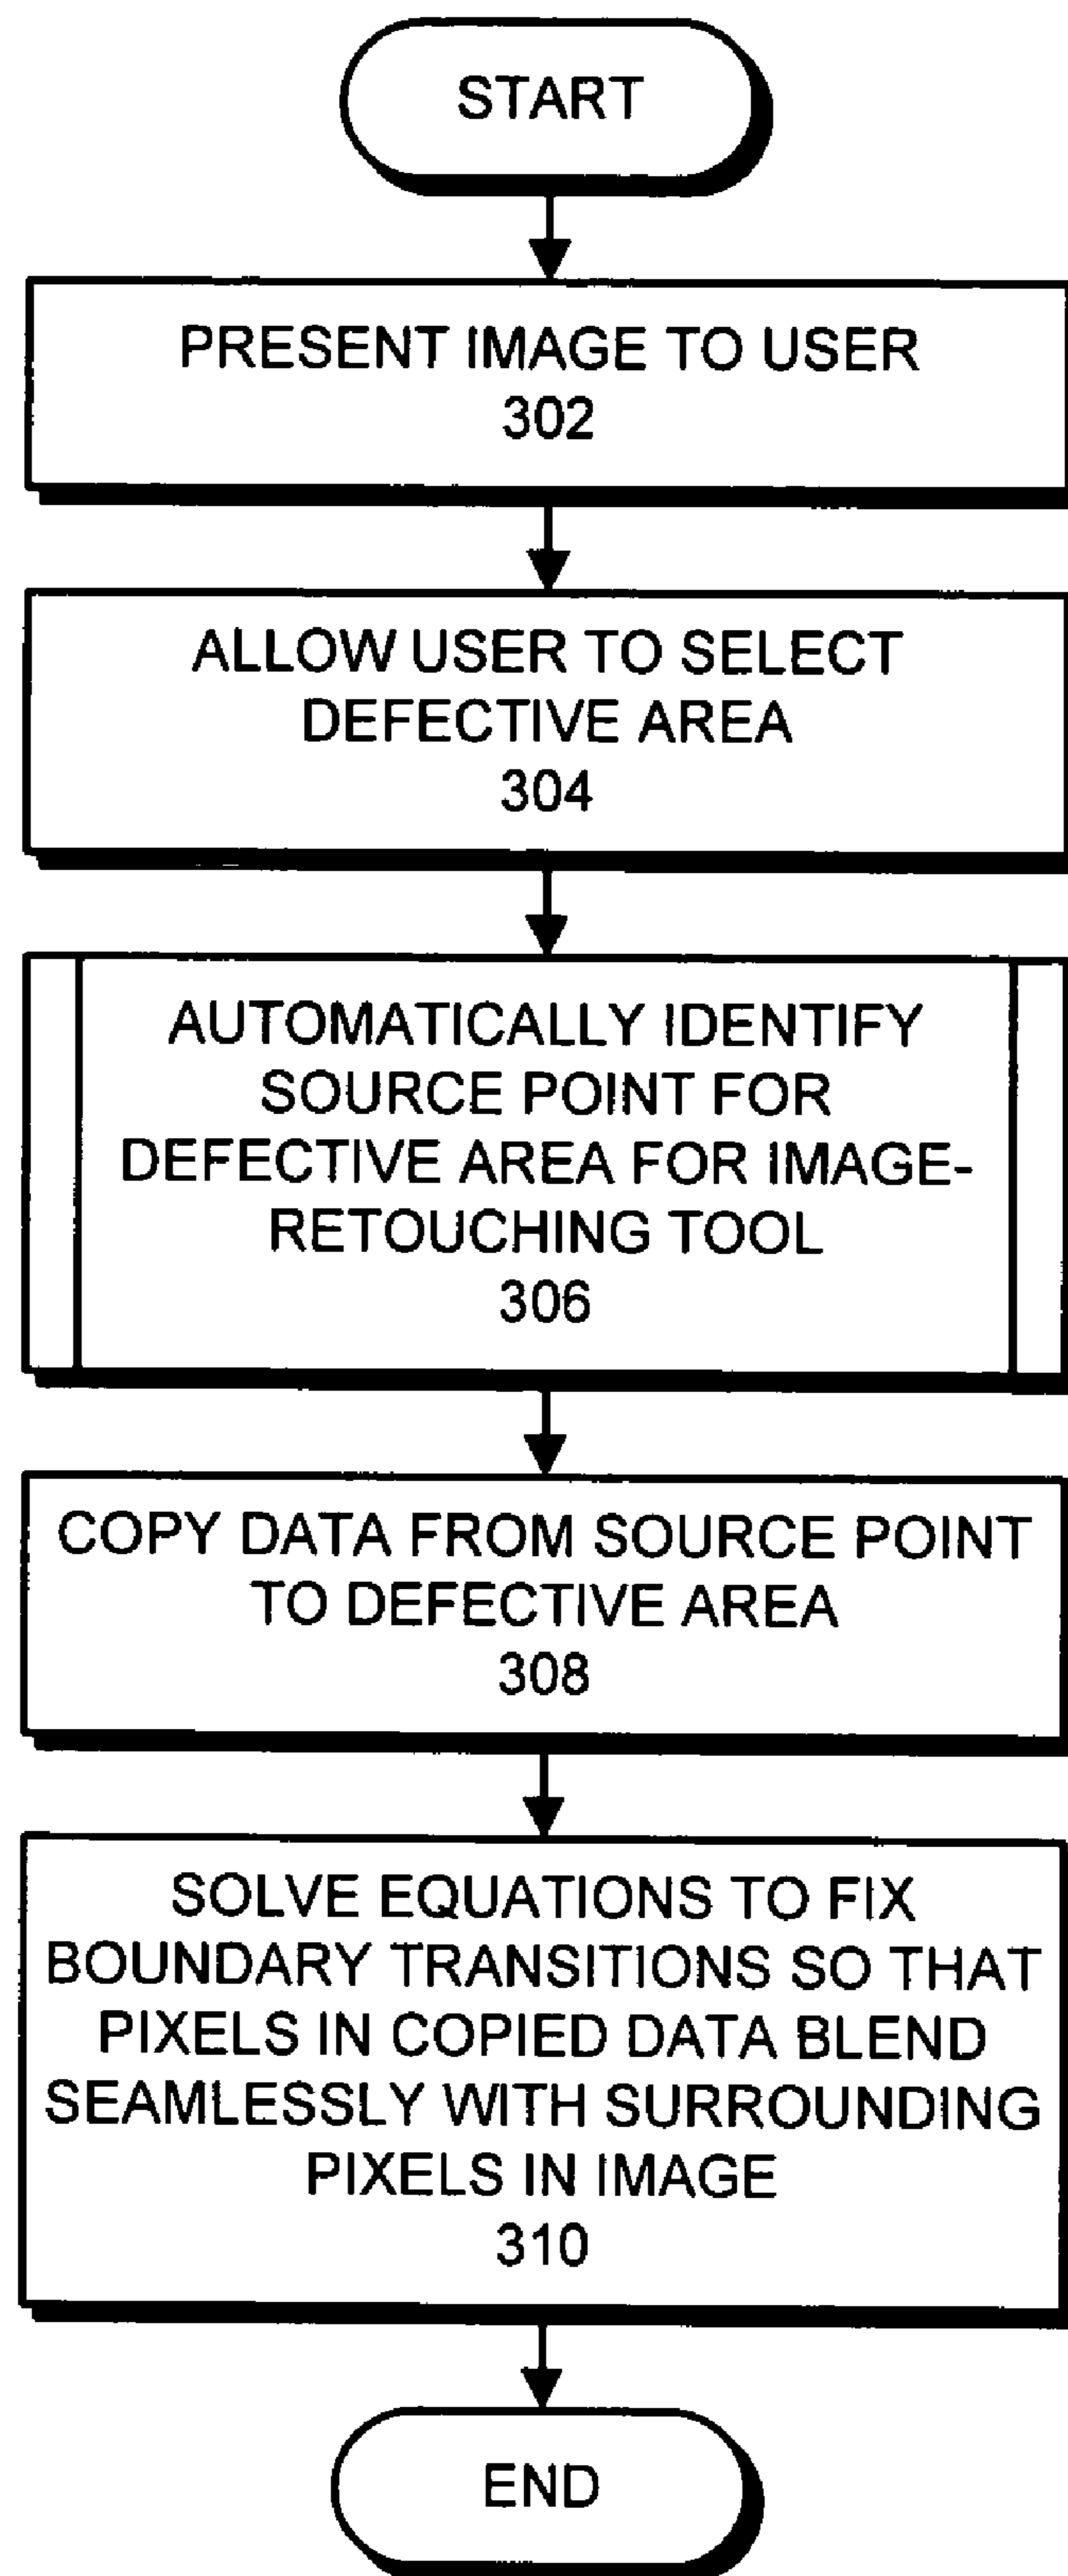 START
PRESENT IMAGE TO USER
302
ALLOW USER TO SELECT
DEFECTIVE AREA
304
AUTOMATICALLY IDENTIFY
SOURCE POINT FOR
DEFECTIVE AREA FOR IMAGE-
RETOUCHING TOOL
306
COPY DATA FROM SOURCE POINT
TO DEFECTIVE AREA
308
SOLVE EQUATIONS TO FIX
BOUNDARY TRANSITIONS SO THAT
PIXELS IN COPIED DATA BLEND
SEAMLESSLY WITH SURROUNDING
PIXELS IN IMAGE
310
END